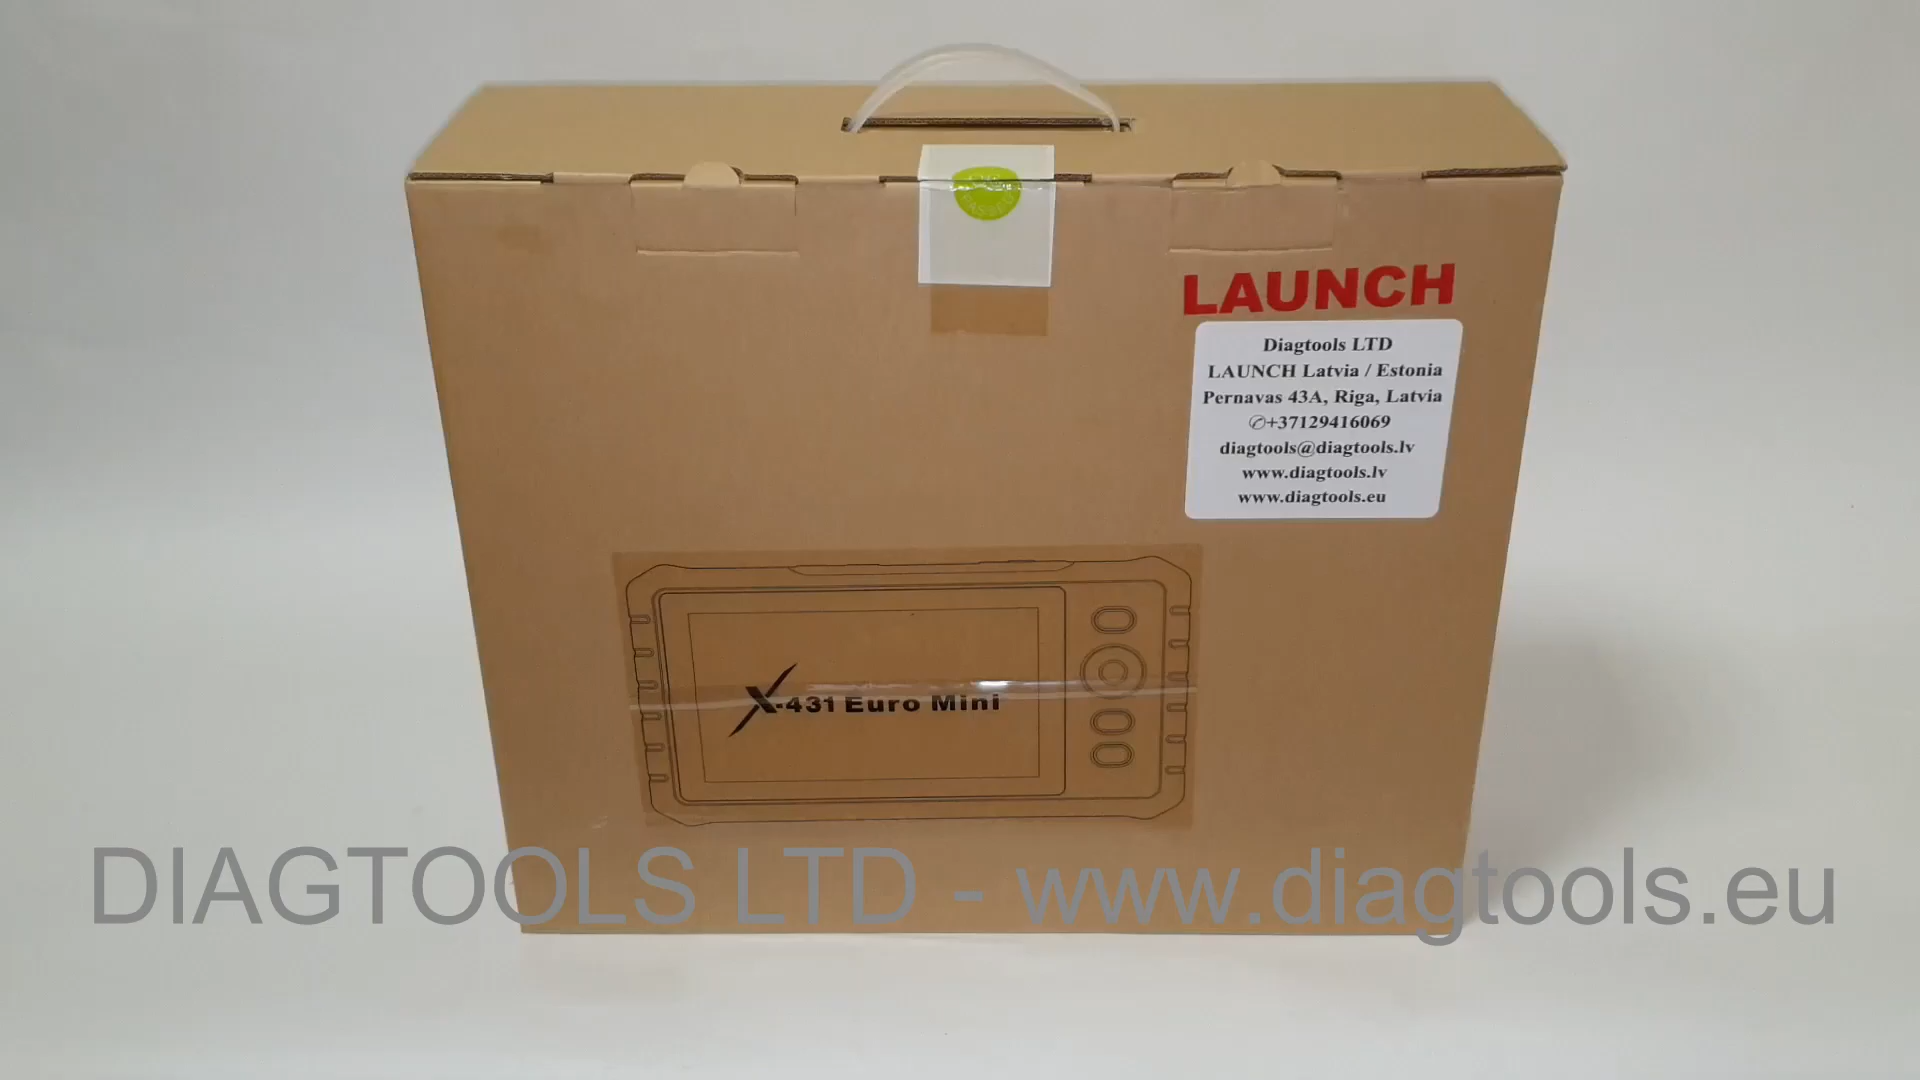 PASSED
LAUNCH
Diagtools LTD
LAUNCH Latvia / Estonia
Pernavas 43A, Riga, Latvia
✆+37129416069
diagtools@diagtools.lv
www.diagtools.lv
www.diagtools.eu
X-431 Euro Mini
DIAGTOOLS LTD - www.diagtools.eu